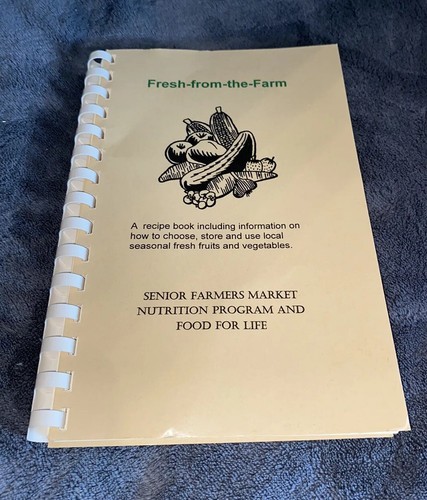 Fresh-from-the-Farm
A recipe book including information on
how to choose, store and use local
seasonal fresh fruits and vegetables.
SENIOR FARMERS MARKET
NUTRITION PROGRAM AND
FOOD FOR LIFE